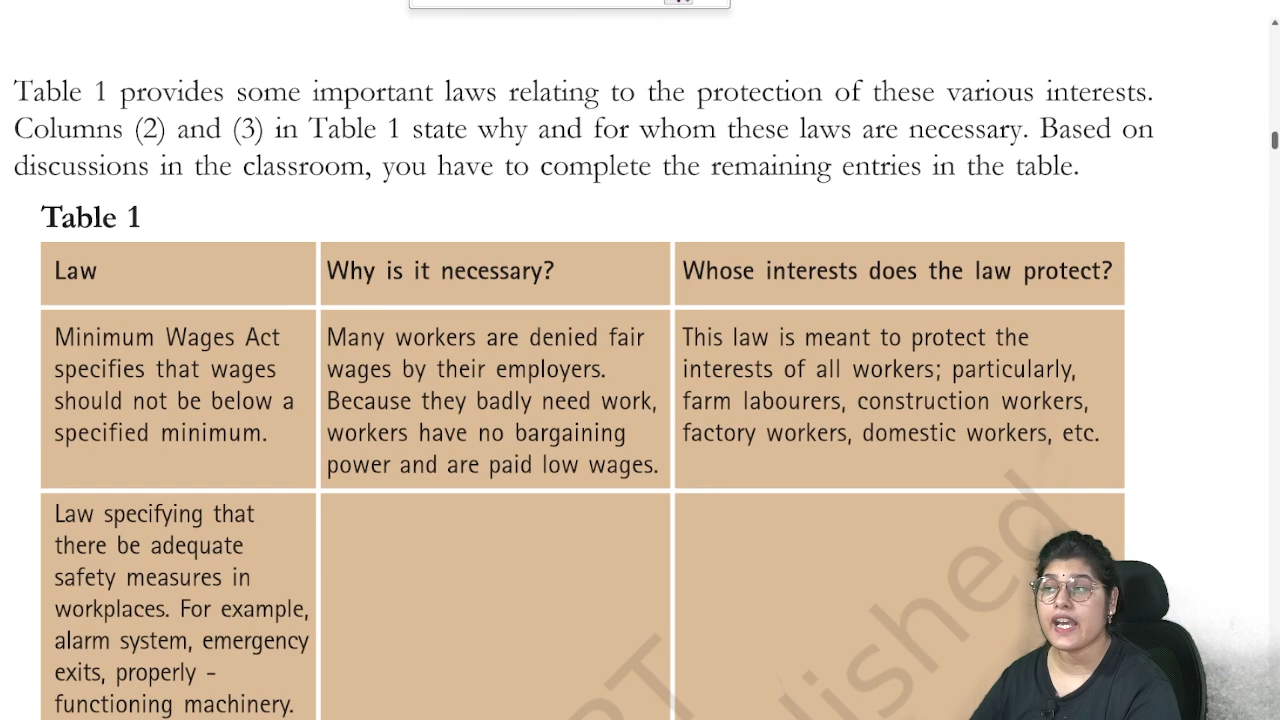 Table 1 provides some important laws relating to the protection of these various interests.
Columns (2) and (3) in Table 1 state why and for whom these laws are necessary. Based on
discussions in the classroom, you have to complete the remaining entries in the table.
Table 1
Law
Why is it necessary?
Whose interests does the law protect?
Minimum Wages Act
specifies that wages
should not be below a
specified minimum.
Many workers are denied fair
wages by their employers.
Because they badly need work,
workers have no bargaining
power and are paid low wages.
This law is meant to protect the
interests of all workers; particularly,
farm labourers, construction workers,
factory workers, domestic workers, etc.
Law specifying that
there be adequate
safety measures in
workplaces. For example,
alarm system, emergency
exits, properly -
functioning machinery.